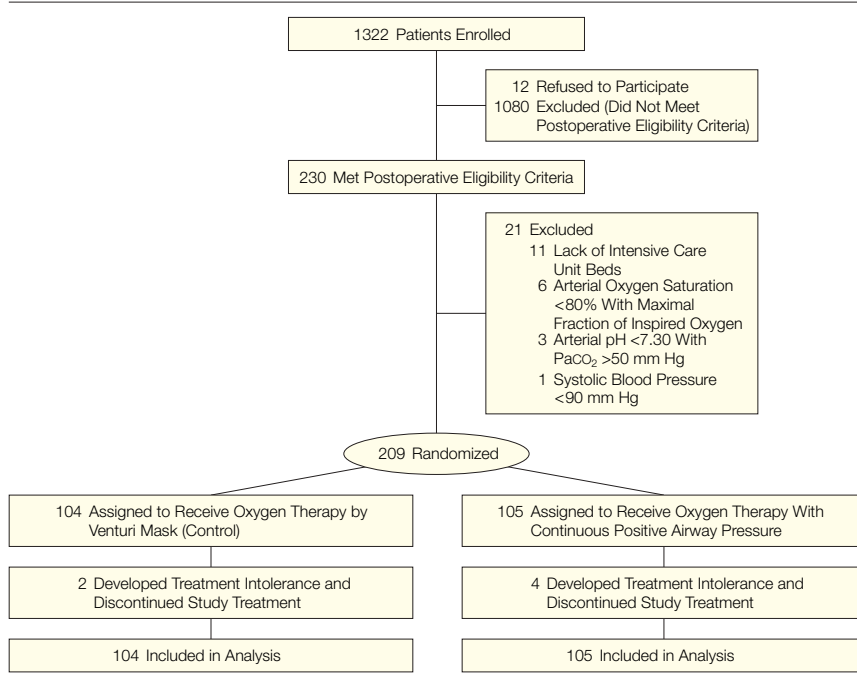 1322 Patients Enrolled
12 Refused to Participate
1080 Excluded (Did Not Meet
Postoperative Eligibility Criteria)
230 Met Postoperative Eligibility Criteria
21 Excluded
11 Lack of Intensive Care
Unit Beds
6 Arterial Oxygen Saturation
<80% With Maximal
Fraction of Inspired Oxygen
3 Arterial pH <7.30 With
PaCO₂ >50 mm Hg
1 Systolic Blood Pressure
<90 mm Hg
209 Randomized
104 Assigned to Receive Oxygen Therapy by
Venturi Mask (Control)
2 Developed Treatment Intolerance and
Discontinued Study Treatment
104 Included in Analysis
105 Assigned to Receive Oxygen Therapy With
Continuous Positive Airway Pressure
4 Developed Treatment Intolerance and
Discontinued Study Treatment
105 Included in Analysis